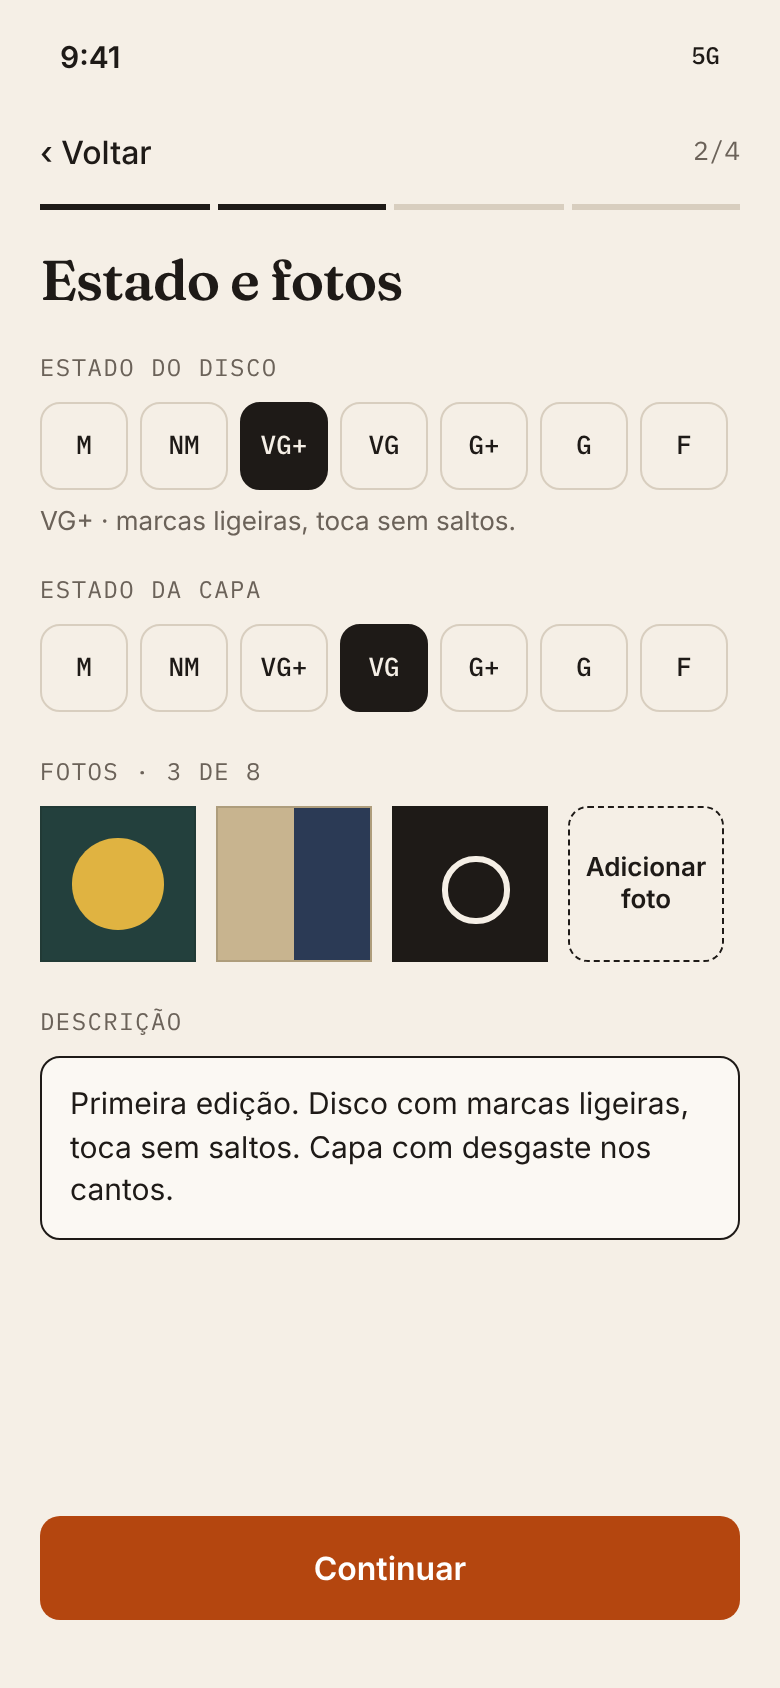 9:41 5G
‹ Voltar 2/4
Estado e fotos
ESTADO DO DISCO
M NM VG+ VG G+ G F
VG+ · marcas ligeiras, toca sem saltos.
ESTADO DA CAPA
M NM VG+ VG G+ G F
FOTOS · 3 DE 8
Adicionar
foto
DESCRIÇÃO
Primeira edição. Disco com marcas ligeiras,
toca sem saltos. Capa com desgaste nos
cantos.
Continuar